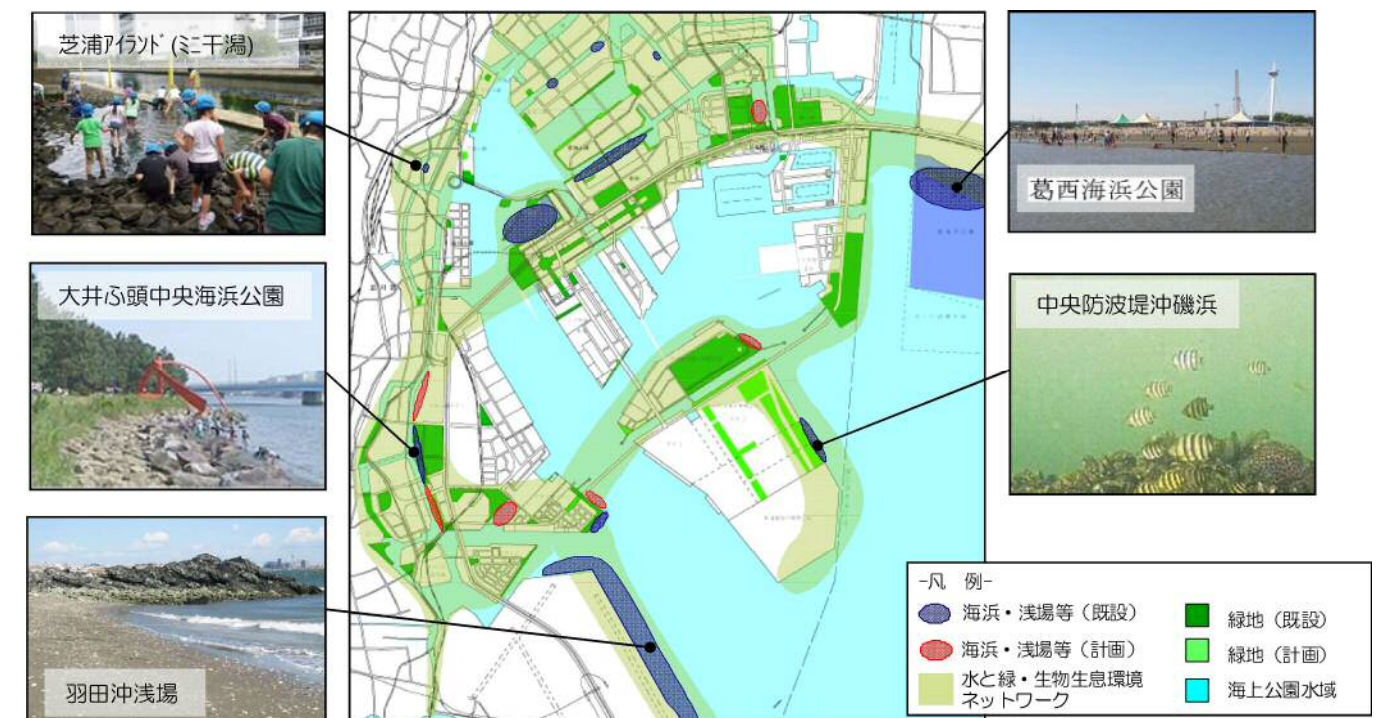 芝浦ｱｲﾗﾝﾄﾞ(ミニ干潟)
大井ふ頭中央海浜公園
羽田沖浅場
葛西海浜公園
中央防波堤沖磯浜
-凡 例-
海浜・浅場等（既設）
海浜・浅場等（計画）
水と緑・生物生息環境
ネットワーク
緑地（既設）
緑地（計画）
海上公園水域